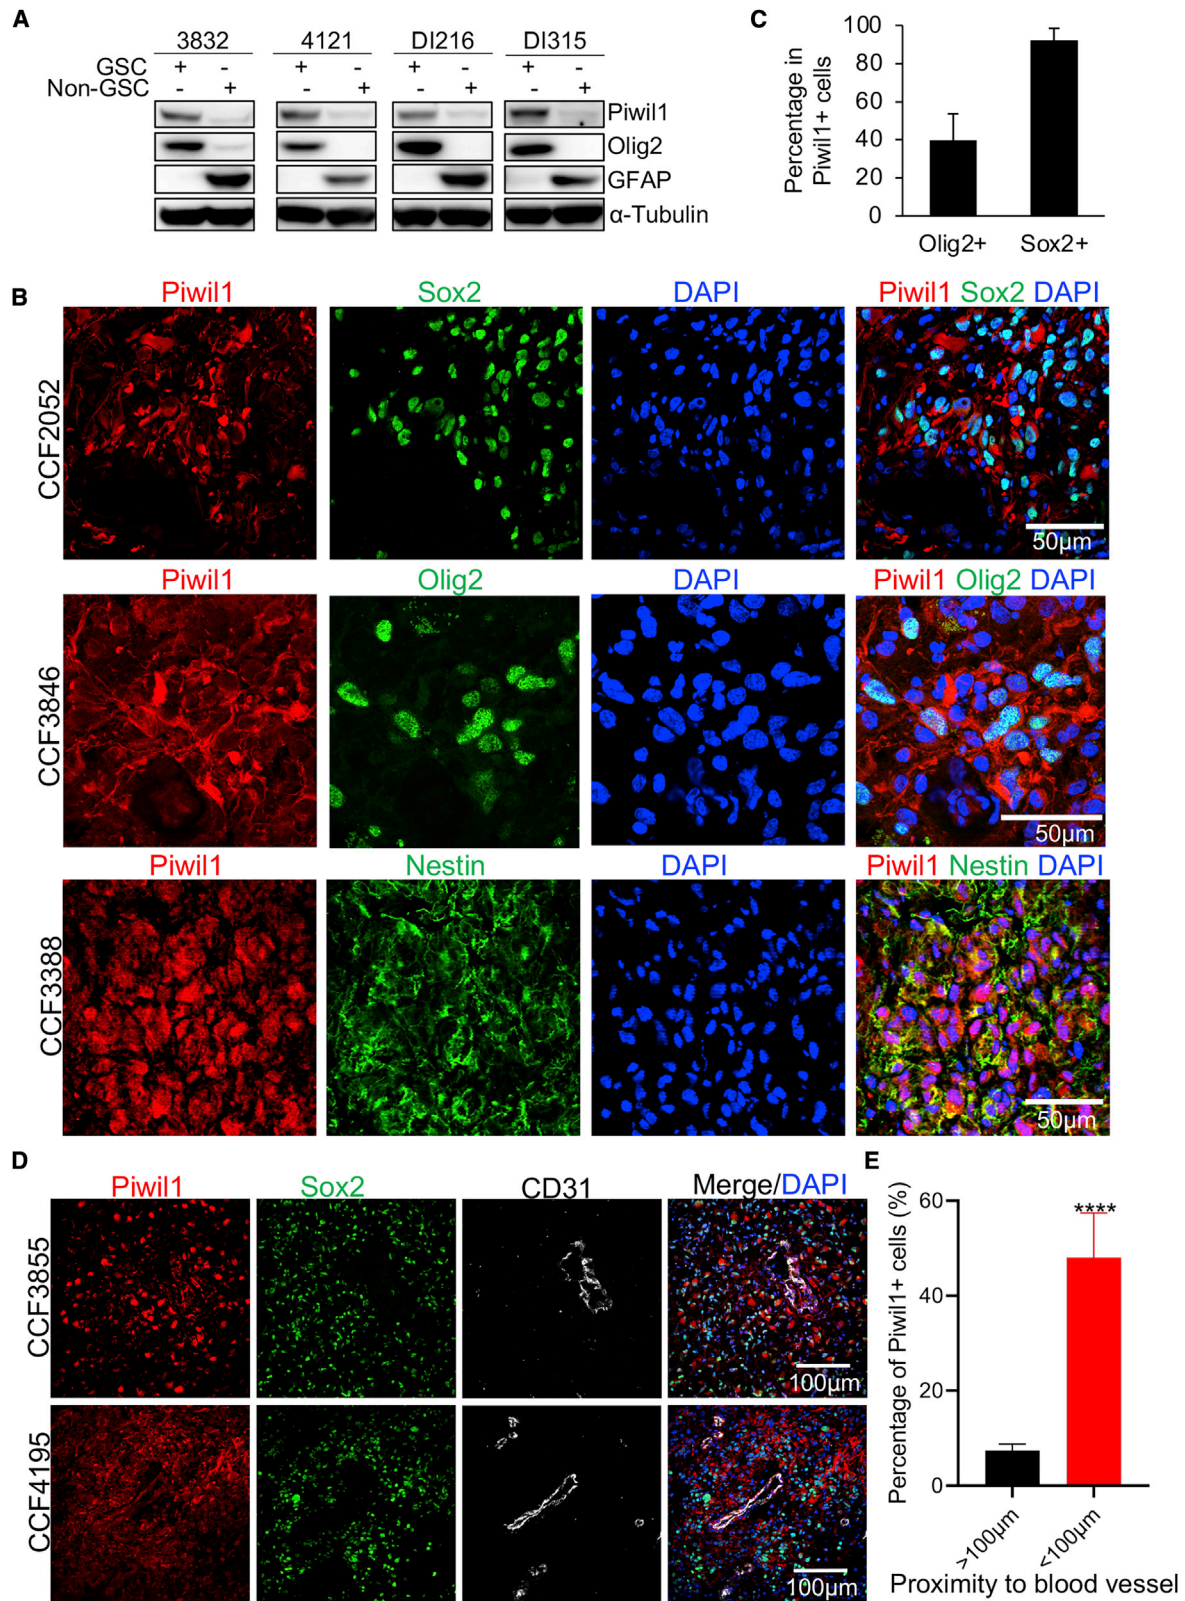 A
3832 4121 DI216 DI315
GSC + - + - + - + -
Non-GSC - + - + - + - +
Piwil1
Olig2
GFAP
α-Tubulin
C
Percentage in
Piwil1+ cells
100
80
60
40
20
0
Olig2+ Sox2+
B
Piwil1 Sox2 DAPI Piwil1 Sox2 DAPI
CCF2052
50µm
Piwil1 Olig2 DAPI Piwil1 Olig2 DAPI
CCF3846
50µm
Piwil1 Nestin DAPI Piwil1 Nestin DAPI
CCF3388
50µm
D
Piwil1 Sox2 CD31 Merge/DAPI
CCF3855
100µm
CCF4195
100µm
E
Percentage of Piwil1+ cells (%)
60
40
20
0
****
>100µm <100µm
Proximity to blood vessel